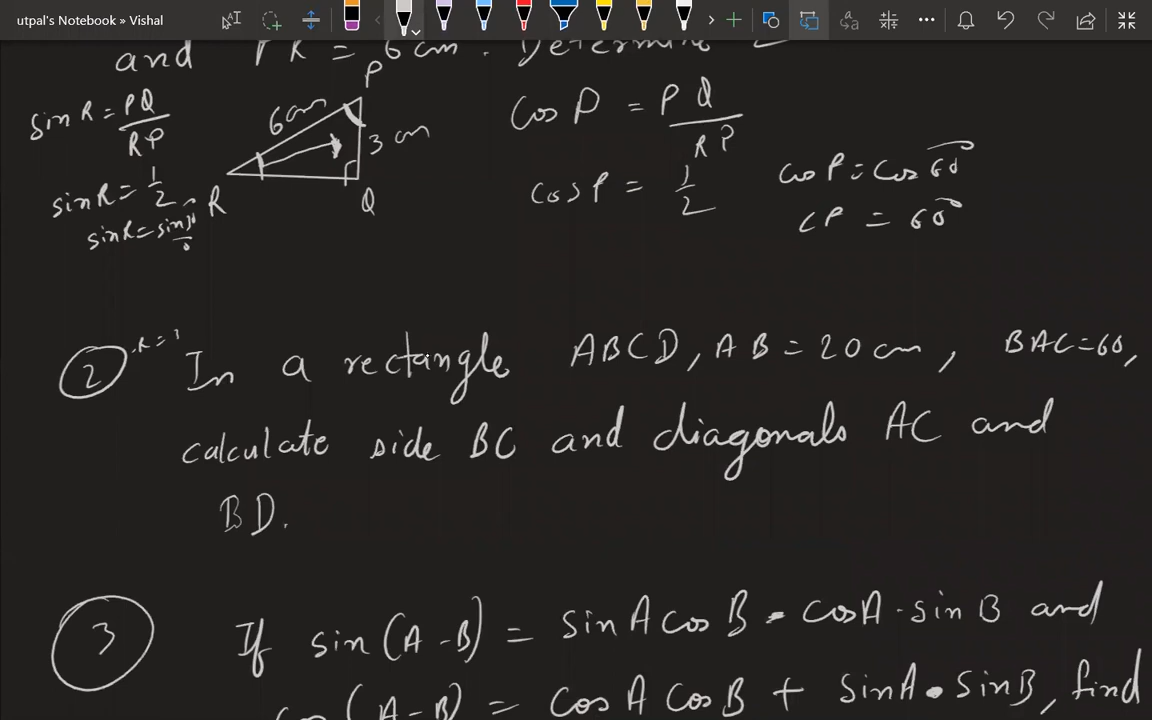 utpal's Notebook » Vishal
and PR = 6 cm. Determine
sin R = PQ/RP
P
6 cm
3 cm
R
Q
sin R = 1/2
cos P = PQ/RP
cos P = 1/2
cos P = cos 60°
∠P = 60°
② In a rectangle ABCD, AB = 20 cm, BAC = 60,
calculate side BC and diagonals AC and
BD.
③ If sin(A - B) = sin A cos B - cos A · sin B and
cos(A - B) = cos A cos B + sin A · sin B, find